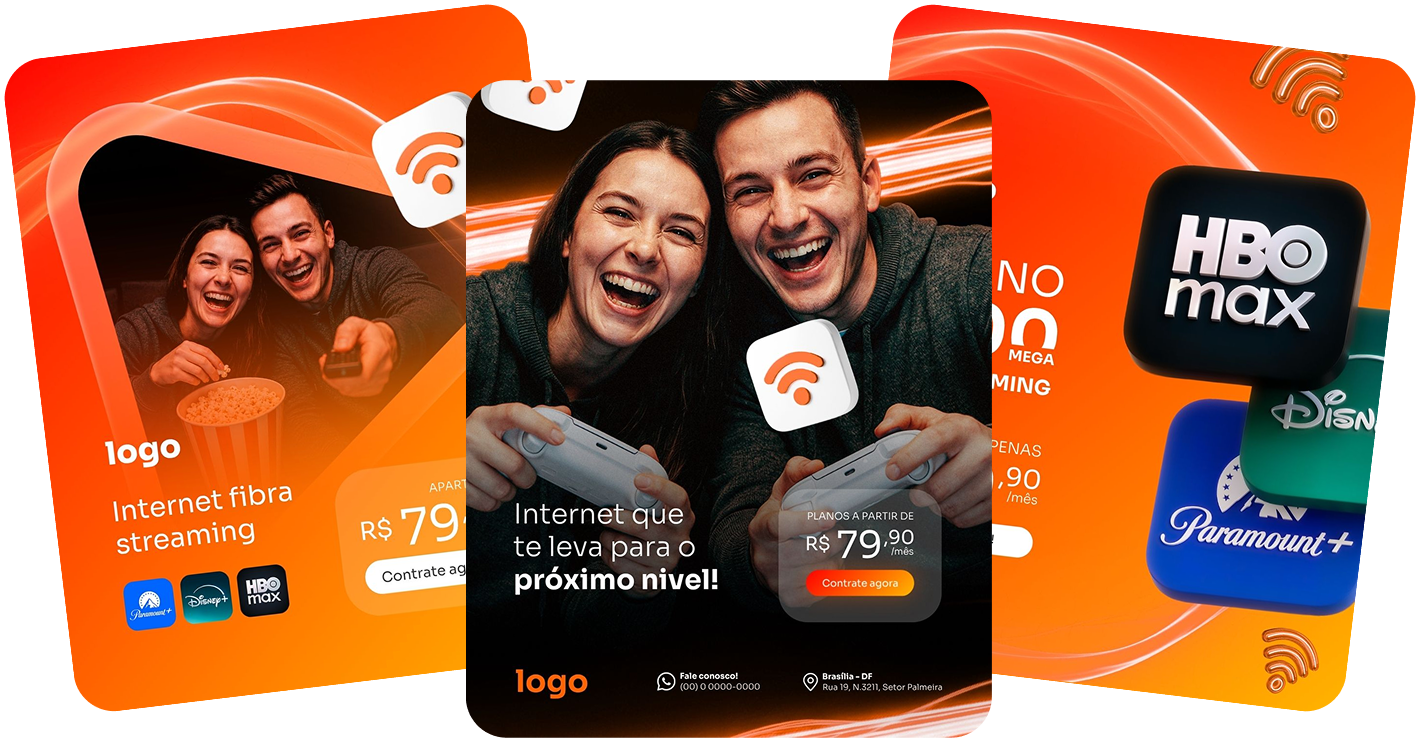 logo
Internet fibra
streaming
Paramount+
Disney+
HBO
max
R$ 79
Contrate
Internet que
te leva para o
próximo nivel!
PLANOS A PARTIR DE
R$ 79,90
/mês
Contrate agora
logo
Fale conosco!
(00) 0 0000-0000
Brasília - DF
Rua 19, N.3211, Setor Palmeira
NO
MEGA
MING
PENAS
,90
/mês
HBO
max
Disn
Paramount+